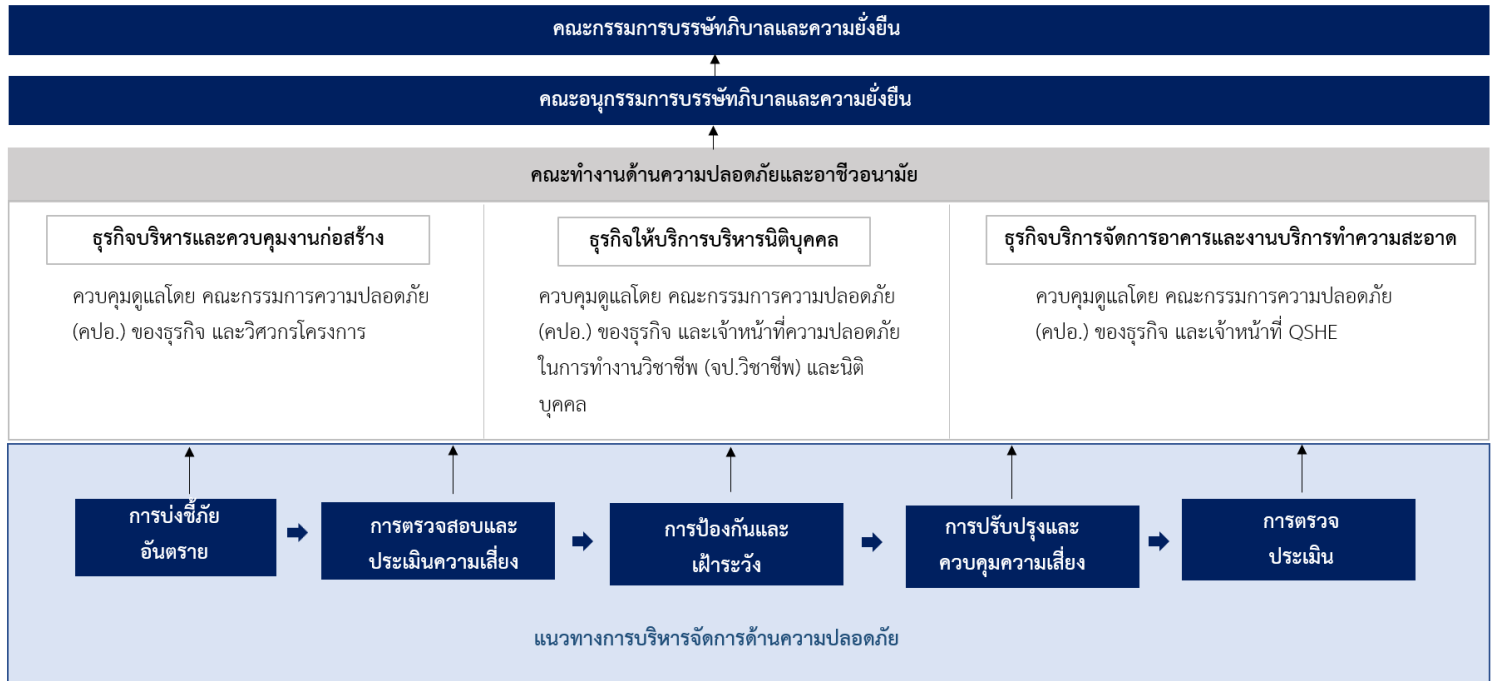 คณะกรรมการบรรษัทภิบาลและความยั่งยืน
คณะอนุกรรมการบรรษัทภิบาลและความยั่งยืน
คณะทำงานด้านความปลอดภัยและอาชีวอนามัย
ธุรกิจบริหารและควบคุมงานก่อสร้าง
ควบคุมดูแลโดย คณะกรรมการความปลอดภัย
(คปอ.) ของธุรกิจ และวิศวกรโครงการ
ธุรกิจให้บริการบริหารนิติบุคคล
ควบคุมดูแลโดย คณะกรรมการความปลอดภัย
(คปอ.) ของธุรกิจ และเจ้าหน้าที่ความปลอดภัย
ในการทำงานวิชาชีพ (จป.วิชาชีพ) และนิติ
บุคคล
ธุรกิจบริการจัดการอาคารและงานบริการทำความสะอาด
ควบคุมดูแลโดย คณะกรรมการความปลอดภัย
(คปอ.) ของธุรกิจ และเจ้าหน้าที่ QSHE
การบ่งชี้ภัย
อันตราย
การตรวจสอบและ
ประเมินความเสี่ยง
การป้องกันและ
เฝ้าระวัง
การปรับปรุงและ
ควบคุมความเสี่ยง
การตรวจ
ประเมิน
แนวทางการบริหารจัดการด้านความปลอดภัย